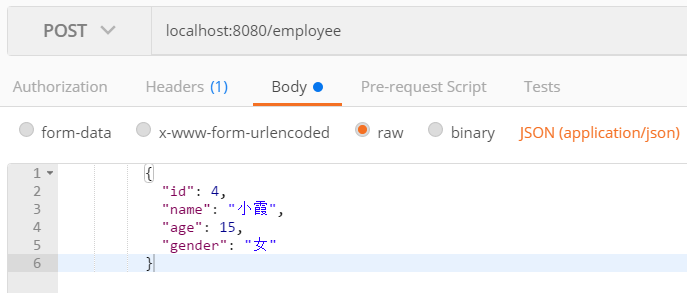 POST localhost:8080/employee
Authorization Headers (1) Body Pre-request Script Tests
form-data x-www-form-urlencoded raw binary JSON (application/json)
1 {
2 "id": 4,
3 "name": "小霞",
4 "age": 15,
5 "gender": "女"
6 }